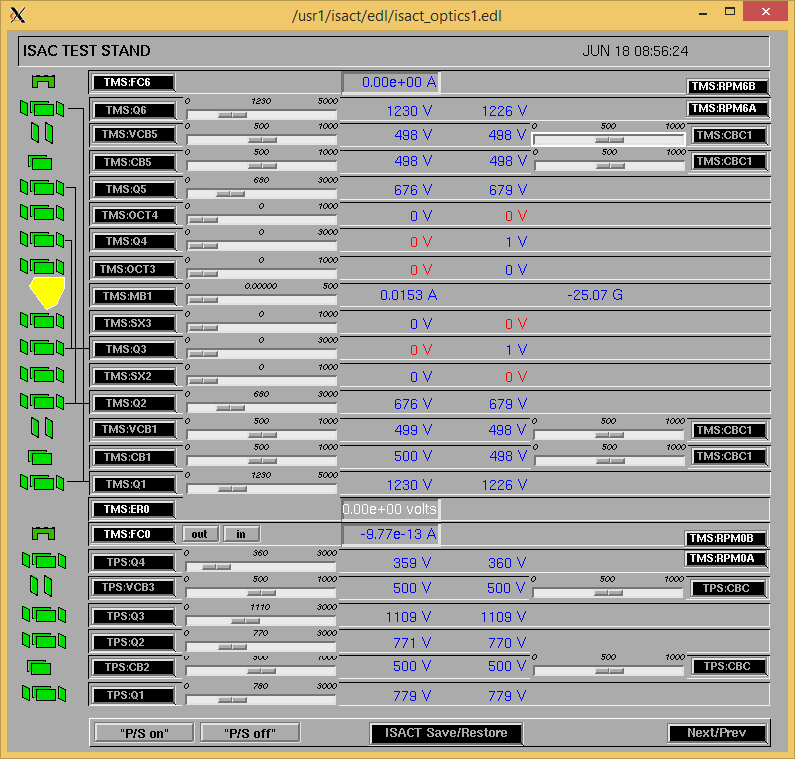 /usr1/isact/edl/isact_optics1.edl
ISAC TEST STAND JUN 18 08:56:24
TMS:FC6 0.00e+00 A TMS:RPM6B
TMS:Q6 0 1230 5000 1230 V 1226 V TMS:RPM6A
TMS:VCB5 0 500 1000 498 V 498 V 0 500 1000 TMS:CBC1
TMS:CB5 0 500 1000 498 V 498 V 0 500 1000 TMS:CBC1
TMS:Q5 0 680 3000 676 V 679 V
TMS:OCT4 0 0 1000 0 V 0 V
TMS:Q4 0 0 3000 0 V 1 V
TMS:OCT3 0 0 1000 0 V 0 V
TMS:MB1 0 0.00000 500 0.0153 A -25.07 G
TMS:SX3 0 0 1000 0 V 0 V
TMS:Q3 0 0 3000 0 V 1 V
TMS:SX2 0 0 1000 0 V 0 V
TMS:Q2 0 680 3000 676 V 679 V
TMS:VCB1 0 500 1000 499 V 498 V 0 500 1000 TMS:CBC1
TMS:CB1 0 500 1000 500 V 498 V 0 500 1000 TMS:CBC1
TMS:Q1 0 1230 5000 1230 V 1226 V
TMS:ER0 0.00e+00 volts
TMS:FC0 out in -9.77e-13 A TMS:RPM0B
TPS:Q4 0 360 3000 359 V 360 V TMS:RPM0A
TPS:VCB3 0 500 1000 500 V 500 V 0 500 1000 TPS:CBC
TPS:Q3 0 1110 3000 1109 V 1109 V
TPS:Q2 0 770 3000 771 V 770 V
TPS:CB2 0 500 1000 500 V 500 V 0 500 1000 TPS:CBC
TPS:Q1 0 780 3000 779 V 779 V
"P/S on" "P/S off" ISACT Save/Restore Next/Prev